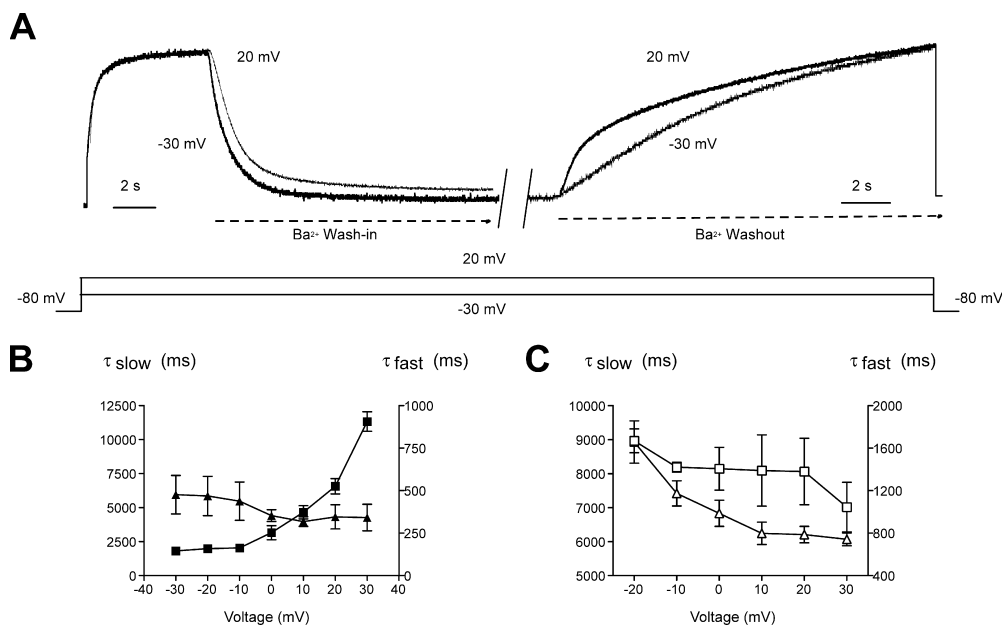 A
20 mV
20 mV
-30 mV
-30 mV
2 s
2 s
Ba2+ Wash-in
Ba2+ Washout
20 mV
-80 mV
-80 mV
-30 mV
B
τ slow (ms)
τ fast (ms)
C
τ slow (ms)
τ fast (ms)
12500
10000
7500
5000
2500
0
1000
750
500
250
0
-40 -30 -20 -10 0 10 20 30 40
Voltage (mV)
10000
9000
8000
7000
6000
5000
2000
1600
1200
800
400
-20 -10 0 10 20 30
Voltage (mV)